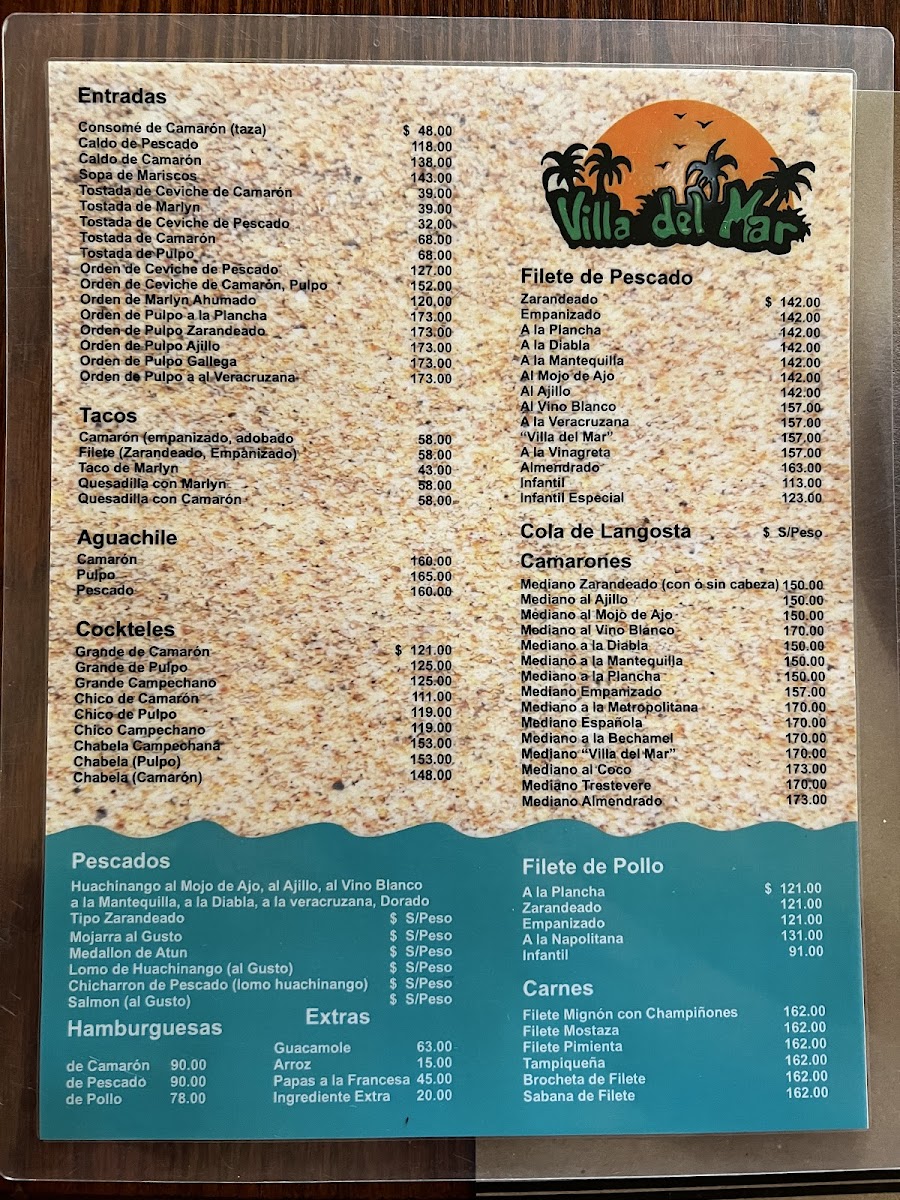 Entradas
Consomé de Camarón (taza) $ 48.00
Caldo de Pescado 118.00
Caldo de Camarón 138.00
Sopa de Mariscos 143.00
Tostada de Ceviche de Camarón 39.00
Tostada de Marlyn 39.00
Tostada de Ceviche de Pescado 32.00
Tostada de Camarón 68.00
Tostada de Pulpo 68.00
Orden de Ceviche de Pescado 127.00
Orden de Ceviche de Camarón, Pulpo 152.00
Orden de Marlyn Ahumado 120.00
Orden de Pulpo a la Plancha 173.00
Orden de Pulpo Zarandeado 173.00
Orden de Pulpo Ajillo 173.00
Orden de Pulpo Gallega 173.00
Orden de Pulpo a al Veracruzana 173.00
Tacos
Camarón (empanizado, adobado 58.00
Filete (Zarandeado, Empanizado) 58.00
Taco de Marlyn 43.00
Quesadilla con Marlyn 58.00
Quesadilla con Camarón 58.00
Aguachile
Camarón 160.00
Pulpo 165.00
Pescado 160.00
Cockteles
Grande de Camarón $ 121.00
Grande de Pulpo 125.00
Grande Campechano 125.00
Chico de Camarón 111.00
Chico de Pulpo 119.00
Chico Campechano 119.00
Chabela Campechana 153.00
Chabela (Pulpo) 153.00
Chabela (Camarón) 148.00
Villa del Mar
Filete de Pescado
Zarandeado $ 142.00
Empanizado 142.00
A la Plancha 142.00
A la Diabla 142.00
A la Mantequilla 142.00
Al Mojo de Ajo 142.00
Al Ajillo 142.00
Al Vino Blanco 157.00
A la Veracruzana 157.00
“Villa del Mar” 157.00
A la Vinagreta 157.00
Almendrado 163.00
Infantil 113.00
Infantil Especial 123.00
Cola de Langosta $ S/Peso
Camarones
Mediano Zarandeado (con ó sin cabeza) 150.00
Mediano al Ajillo 150.00
Mediano al Mojo de Ajo 150.00
Mediano al Vino Blanco 170.00
Mediano a la Diabla 150.00
Mediano a la Mantequilla 150.00
Mediano a la Plancha 150.00
Mediano Empanizado 157.00
Mediano a la Metropolitana 170.00
Mediano Española 170.00
Mediano a la Bechamel 170.00
Mediano “Villa del Mar” 170.00
Mediano al Coco 173.00
Mediano Trestevere 170.00
Mediano Almendrado 173.00
Pescados
Huachinango al Mojo de Ajo, al Ajillo, al Vino Blanco
a la Mantequilla, a la Diabla, a la veracruzana, Dorado
Tipo Zarandeado $ S/Peso
Mojarra al Gusto $ S/Peso
Medallon de Atun $ S/Peso
Lomo de Huachinango (al Gusto) $ S/Peso
Chicharron de Pescado (lomo huachinango) $ S/Peso
Salmon (al Gusto) $ S/Peso
Hamburguesas
de Camarón 90.00
de Pescado 90.00
de Pollo 78.00
Extras
Guacamole 63.00
Arroz 15.00
Papas a la Francesa 45.00
Ingrediente Extra 20.00
Filete de Pollo
A la Plancha $ 121.00
Zarandeado 121.00
Empanizado 121.00
A la Napolitana 131.00
Infantil 91.00
Carnes
Filete Mignón con Champiñones 162.00
Filete Mostaza 162.00
Filete Pimienta 162.00
Tampiqueña 162.00
Brocheta de Filete 162.00
Sabana de Filete 162.00